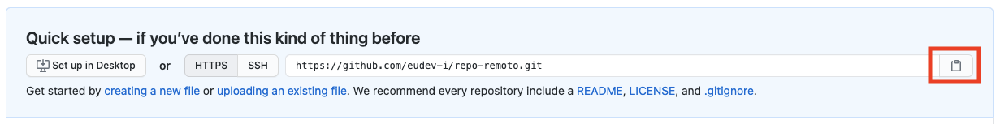 Quick setup — if you’ve done this kind of thing before
Set up in Desktop or HTTPS SSH https://github.com/eudev-i/repo-remoto.git
Get started by creating a new file or uploading an existing file. We recommend every repository include a README, LICENSE, and .gitignore.